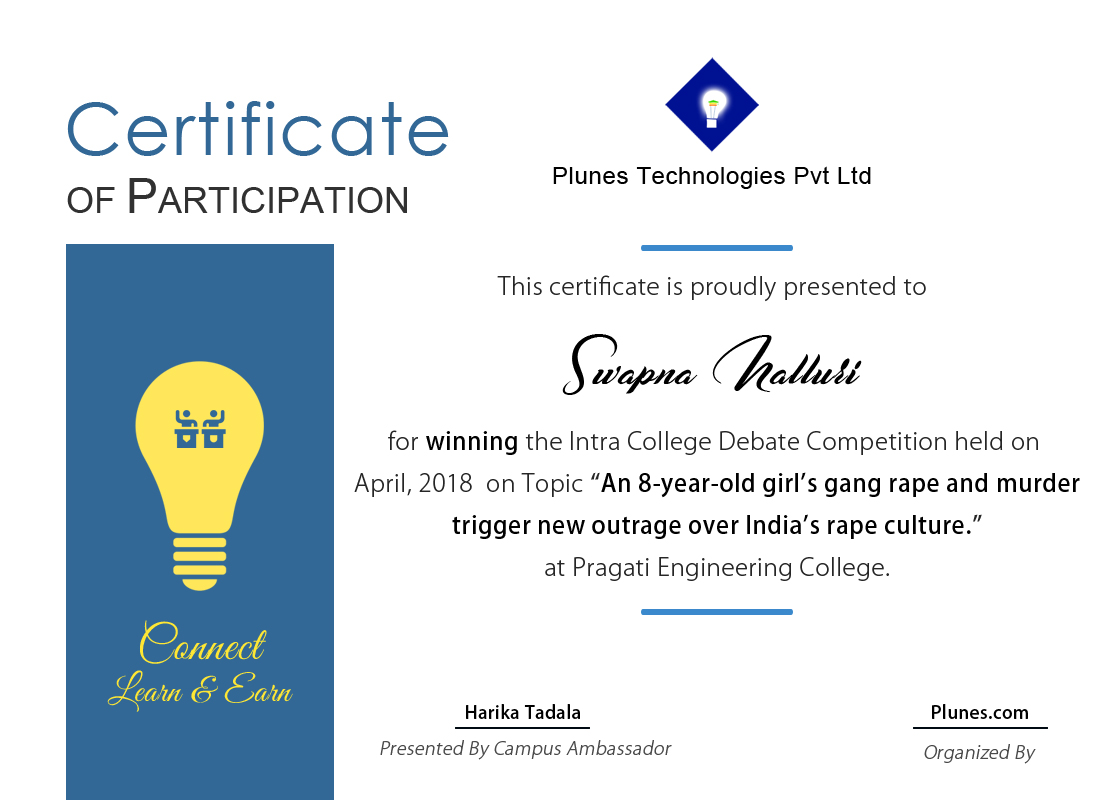 Certificate
OF PARTICIPATION
Plunes Technologies Pvt Ltd
This certificate is proudly presented to
Swapna Nalluri
for winning the Intra College Debate Competition held on
April, 2018 on Topic “An 8-year-old girl’s gang rape and murder
trigger new outrage over India’s rape culture.”
at Pragati Engineering College.
Connect
Learn & Earn
Harika Tadala
Presented By Campus Ambassador
Plunes.com
Organized By